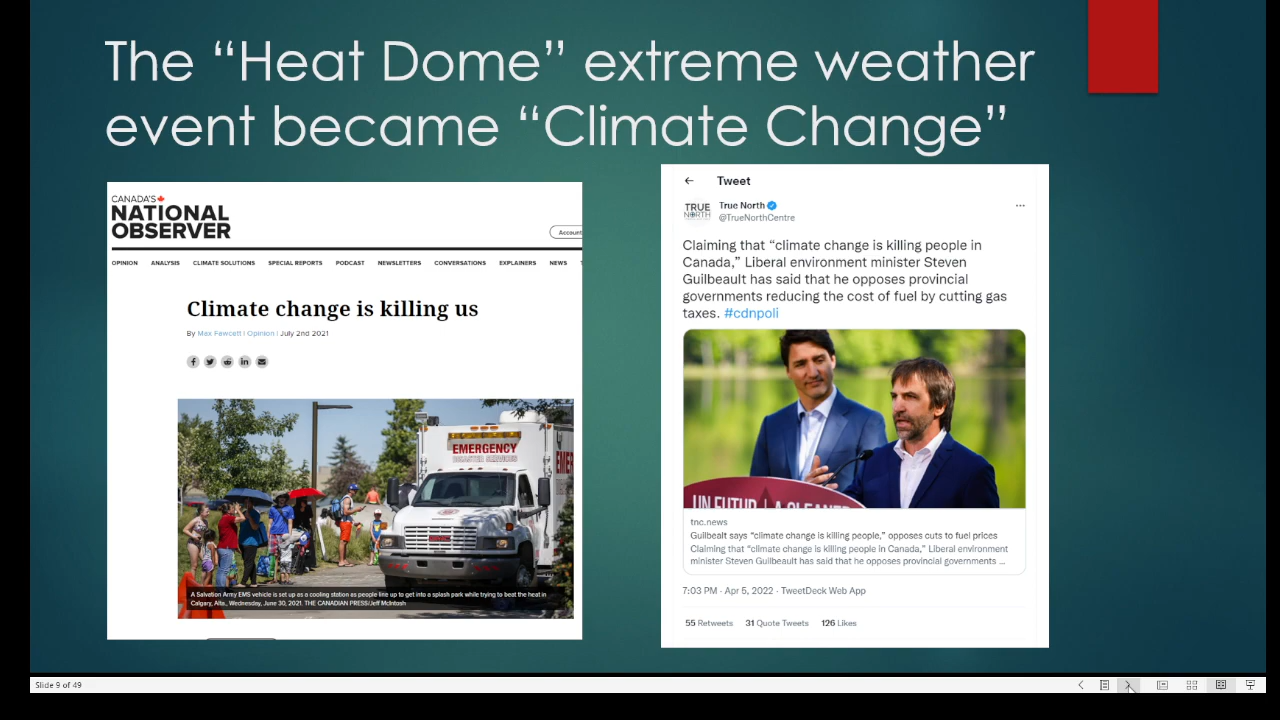 The “Heat Dome” extreme weather
event became “Climate Change”
CANADA'S
NATIONAL
OBSERVER
Account
OPINION ANALYSIS CLIMATE SOLUTIONS SPECIAL REPORTS PODCAST NEWSLETTERS CONVERSATIONS EXPLAINERS NEWS
Climate change is killing us
By Max Fawcett | Opinion | July 2nd 2021
EMERGENCY
DISASTER SERVICES
A Salvation Army EMS vehicle is set up as a cooling station as people line up to get into a splash park while trying to beat the heat in
Calgary, Alta., Wednesday, June 30, 2021. THE CANADIAN PRESS/Jeff McIntosh
Tweet
TRUE
NORTH
True North
@TrueNorthCentre
Claiming that “climate change is killing people in
Canada,” Liberal environment minister Steven
Guilbeault has said that he opposes provincial
governments reducing the cost of fuel by cutting gas
taxes. #cdnpoli
UN FUTUR A CLEANE
tnc.news
Guilbealt says “climate change is killing people,” opposes cuts to fuel prices
Claiming that “climate change is killing people in Canada,” Liberal environment
minister Steven Guilbeault has said that he opposes provincial governments ...
7:03 PM · Apr 5, 2022 · TweetDeck Web App
55 Retweets 31 Quote Tweets 126 Likes
Slide 9 of 49